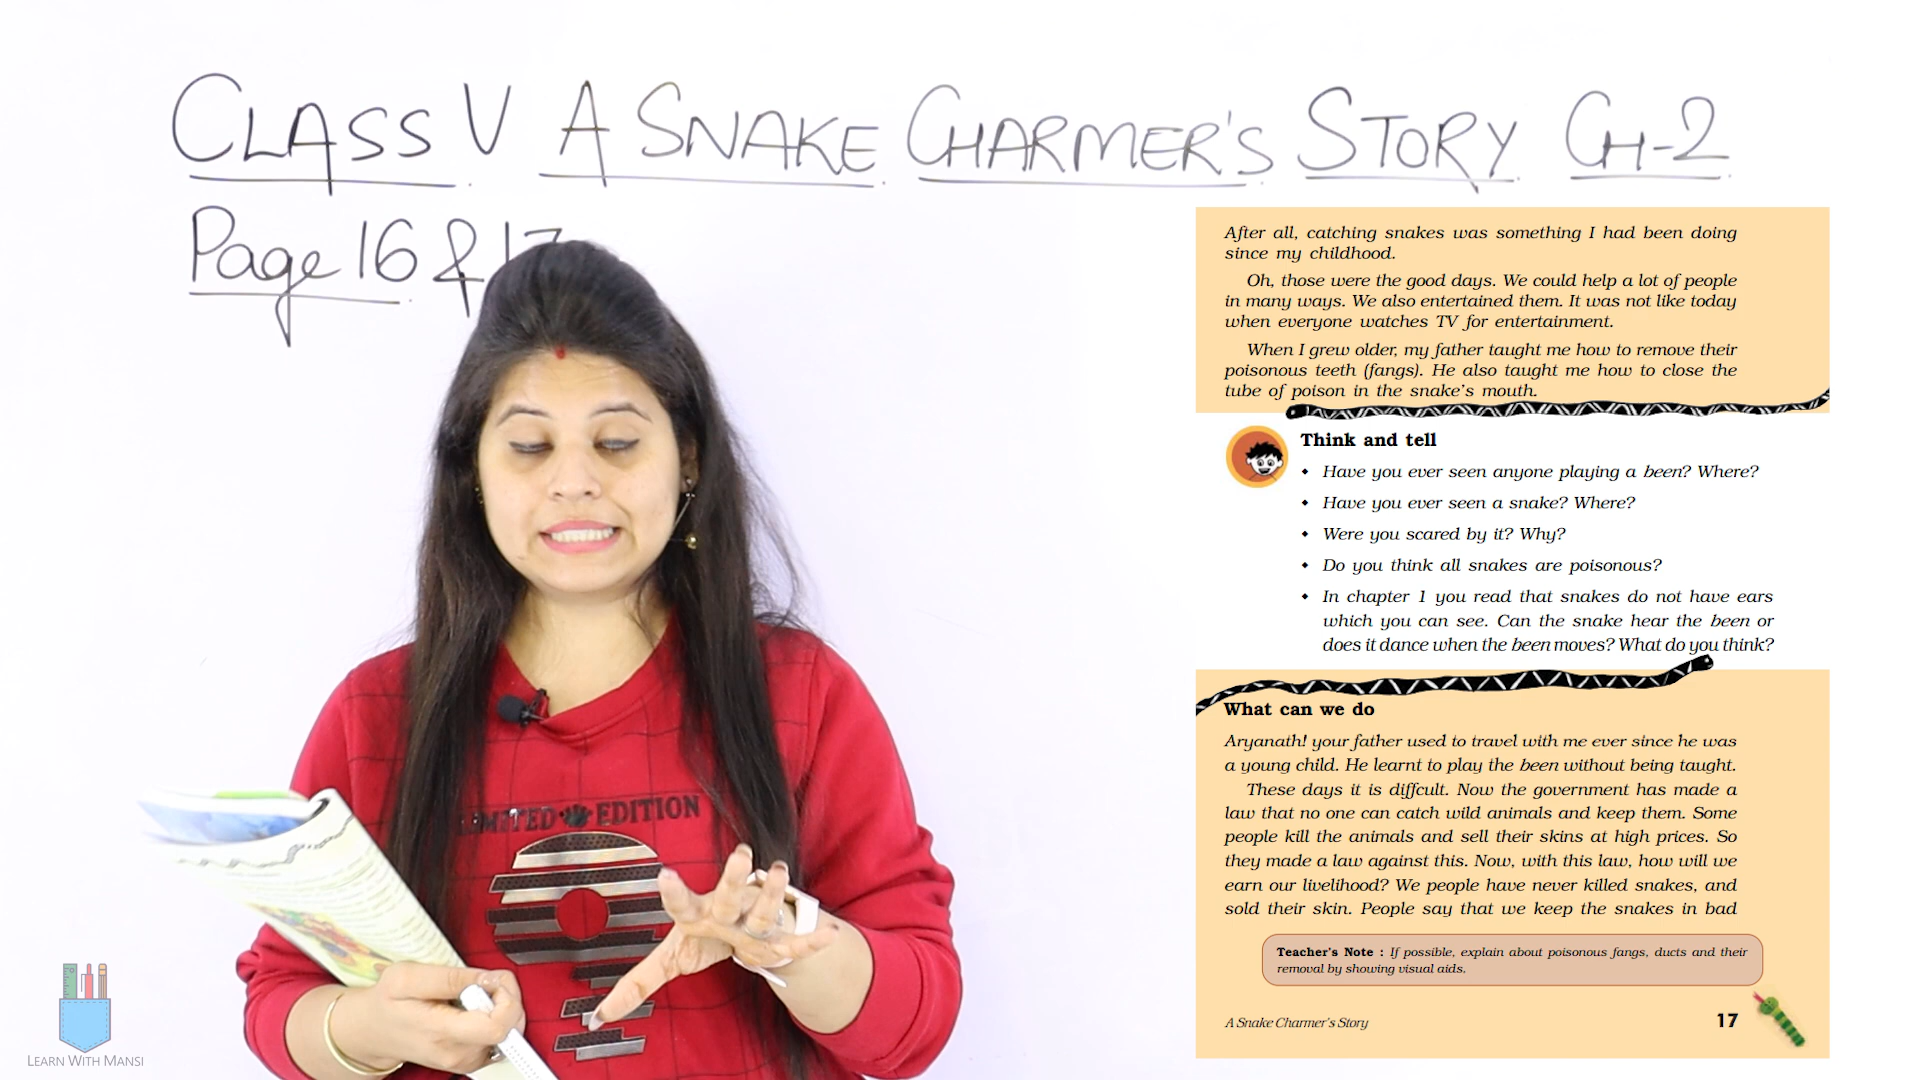 CLASS V A SNAKE CHARMER'S STORY CH-2
Page 16 & 17
After all, catching snakes was something I had been doing
since my childhood.
Oh, those were the good days. We could help a lot of people
in many ways. We also entertained them. It was not like today
when everyone watches TV for entertainment.
When I grew older, my father taught me how to remove their
poisonous teeth (fangs). He also taught me how to close the
tube of poison in the snake's mouth.
Think and tell
• Have you ever seen anyone playing a been? Where?
• Have you ever seen a snake? Where?
• Were you scared by it? Why?
• Do you think all snakes are poisonous?
• In chapter 1 you read that snakes do not have ears
which you can see. Can the snake hear the been or
does it dance when the been moves? What do you think?
What can we do
Aryanath! your father used to travel with me ever since he was
a young child. He learnt to play the been without being taught.
These days it is diffcult. Now the government has made a
law that no one can catch wild animals and keep them. Some
people kill the animals and sell their skins at high prices. So
they made a law against this. Now, with this law, how will we
earn our livelihood? We people have never killed snakes, and
sold their skin. People say that we keep the snakes in bad
Teacher's Note : If possible, explain about poisonous fangs, ducts and their
removal by showing visual aids.
A Snake Charmer's Story
17
LIMITED EDITION
LEARN WITH MANSI